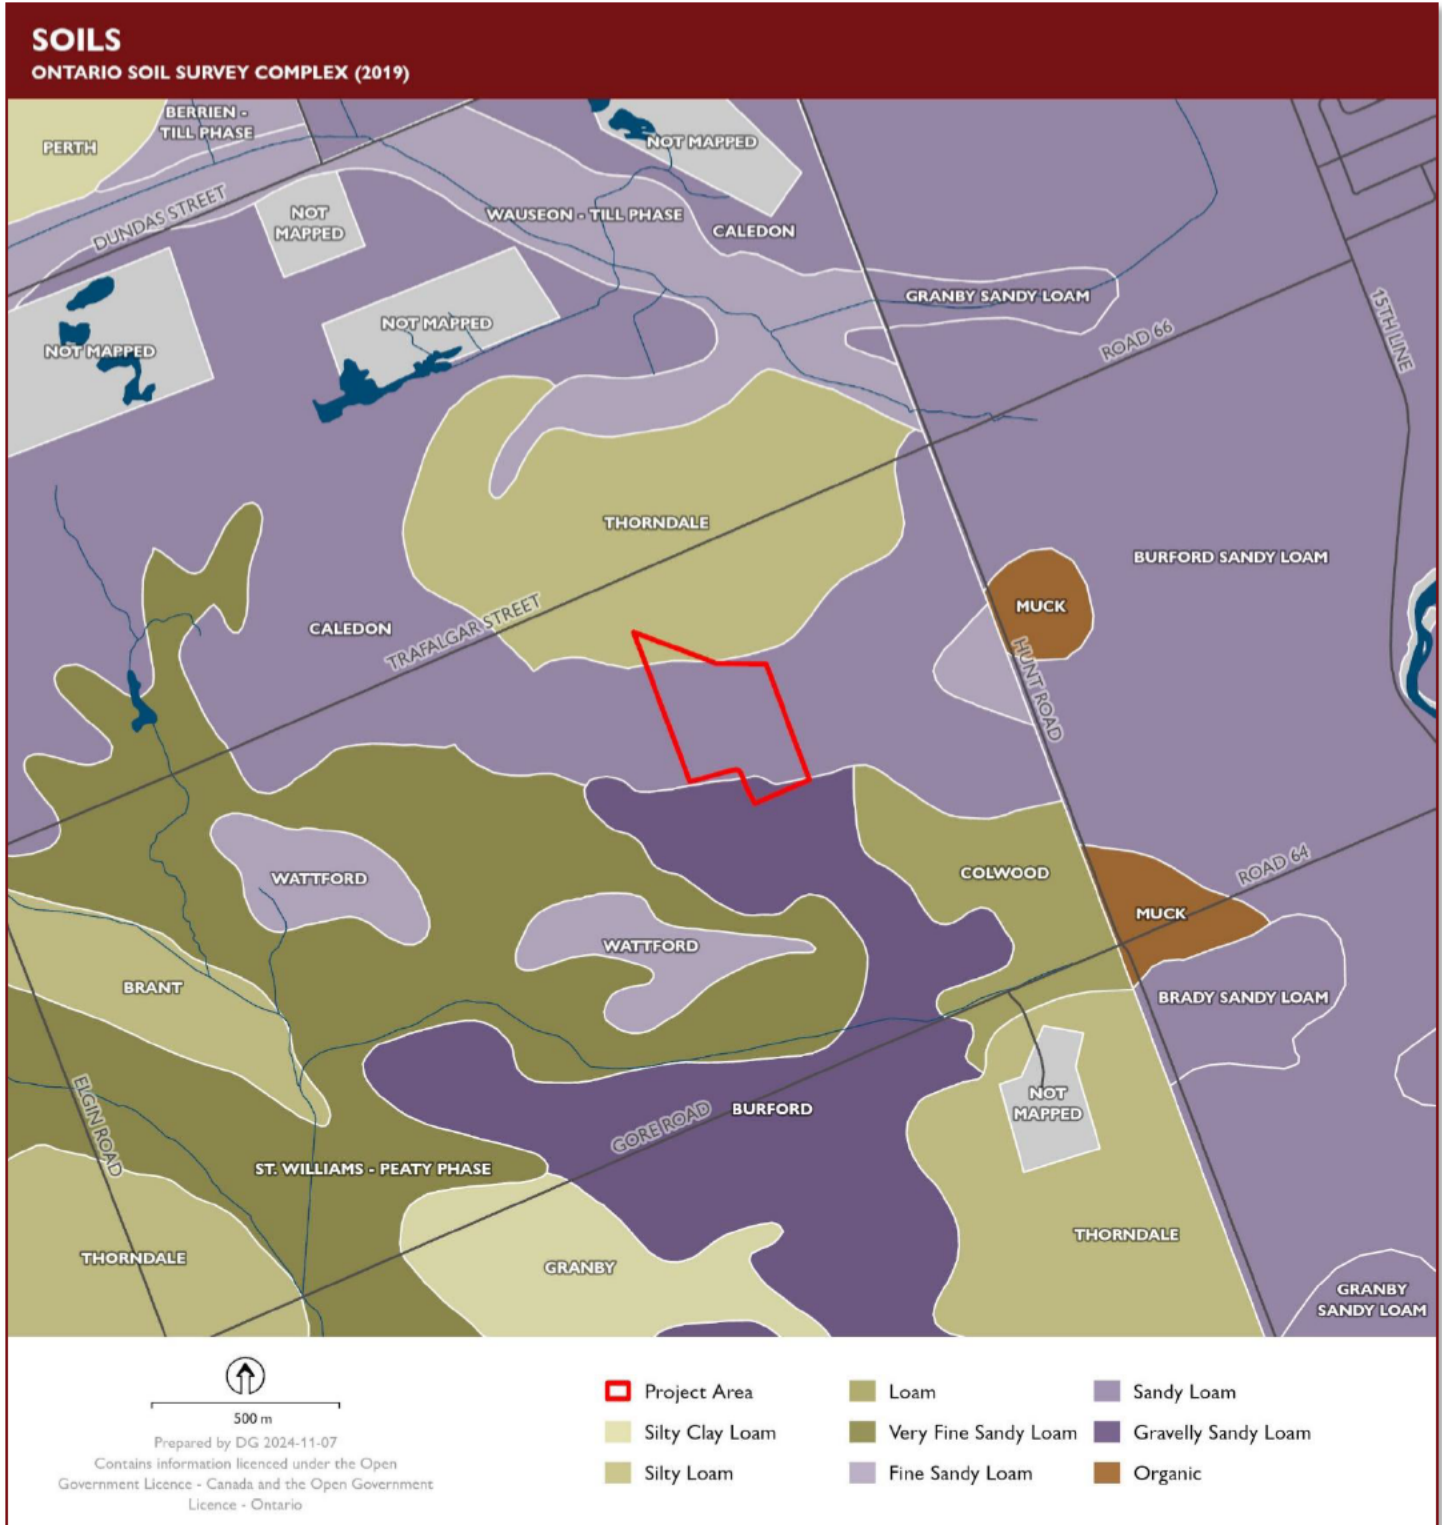 SOILS
ONTARIO SOIL SURVEY COMPLEX (2019)
BERRIEN -
TILL PHASE
PERTH
NOT MAPPED
DUNDAS STREET
NOT
MAPPED
WAUSEON - TILL PHASE
CALEDON
GRANBY SANDY LOAM
NOT MAPPED
NOT MAPPED
ROAD 66
15TH LINE
THORNDALE
BURFORD SANDY LOAM
MUCK
CALEDON
TRAFALGAR STREET
HUNT ROAD
WATTFORD
COLWOOD
ROAD 64
MUCK
WATTFORD
BRANT
BRADY SANDY LOAM
ELGIN ROAD
NOT
MAPPED
BURFORD
GORE ROAD
ST. WILLIAMS - PEATY PHASE
THORNDALE
THORNDALE
GRANBY
GRANBY
SANDY LOAM
500 m
Prepared by DG 2024-11-07
Contains information licenced under the Open
Government Licence - Canada and the Open Government
Licence - Ontario
Project Area
Silty Clay Loam
Silty Loam
Loam
Very Fine Sandy Loam
Fine Sandy Loam
Sandy Loam
Gravelly Sandy Loam
Organic